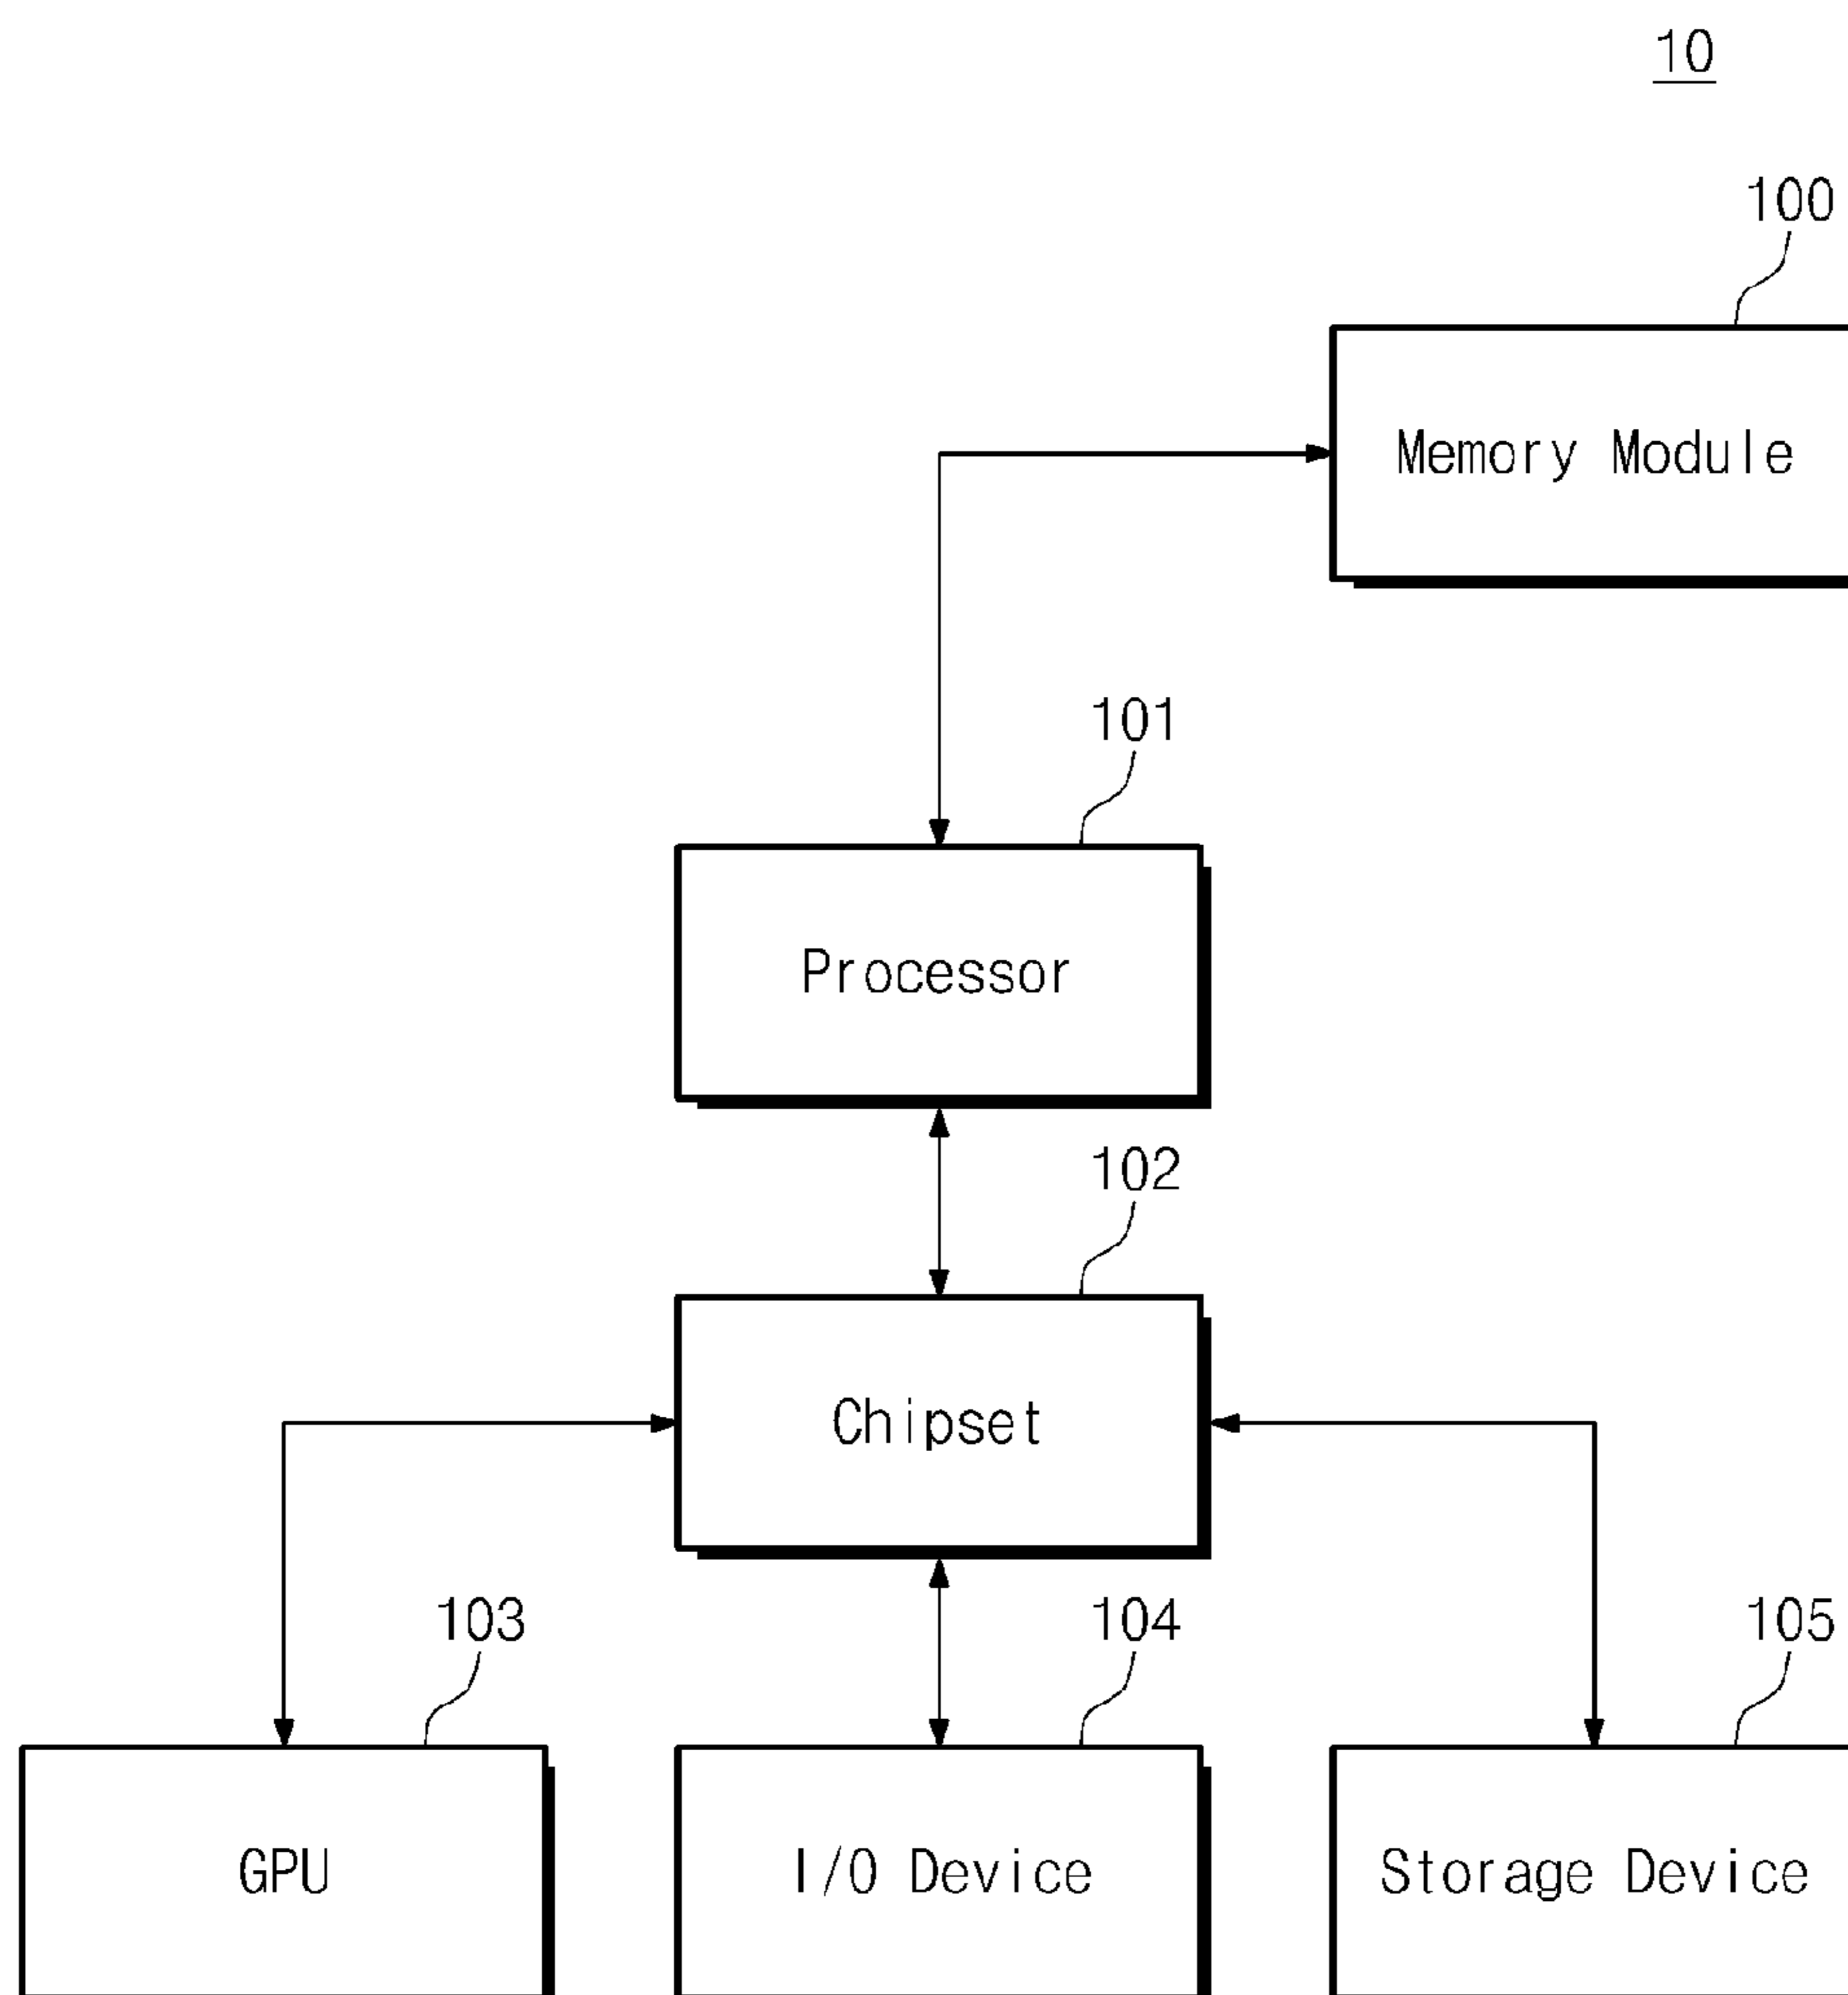 10
100
Memory Module
101
Processor
102
Chipset
103
104
105
GPU
I/O Device
Storage Device